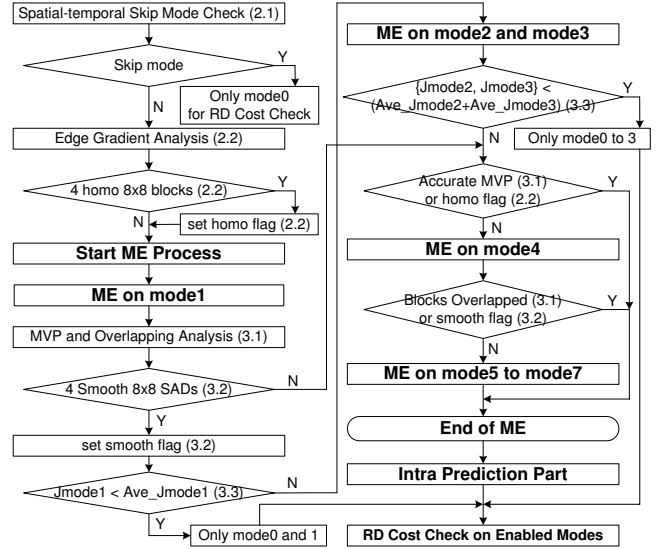 Spatial-temporal Skip Mode Check (2.1)
Skip mode
Y
Only mode0
for RD Cost Check
N
Edge Gradient Analysis (2.2)
4 homo 8x8 blocks (2.2)
Y
N
set homo flag (2.2)
Start ME Process
ME on mode1
MVP and Overlapping Analysis (3.1)
4 Smooth 8x8 SADs (3.2)
N
Y
set smooth flag (3.2)
Jmode1 < Ave_Jmode1 (3.3)
N
Y
Only mode0 and 1
ME on mode2 and mode3
{Jmode2, Jmode3} <
(Ave_Jmode2+Ave_Jmode3) (3.3)
Y
Only mode0 to 3
N
Accurate MVP (3.1)
or homo flag (2.2)
Y
N
ME on mode4
Blocks Overlapped (3.1)
or smooth flag (3.2)
Y
N
ME on mode5 to mode7
End of ME
Intra Prediction Part
RD Cost Check on Enabled Modes